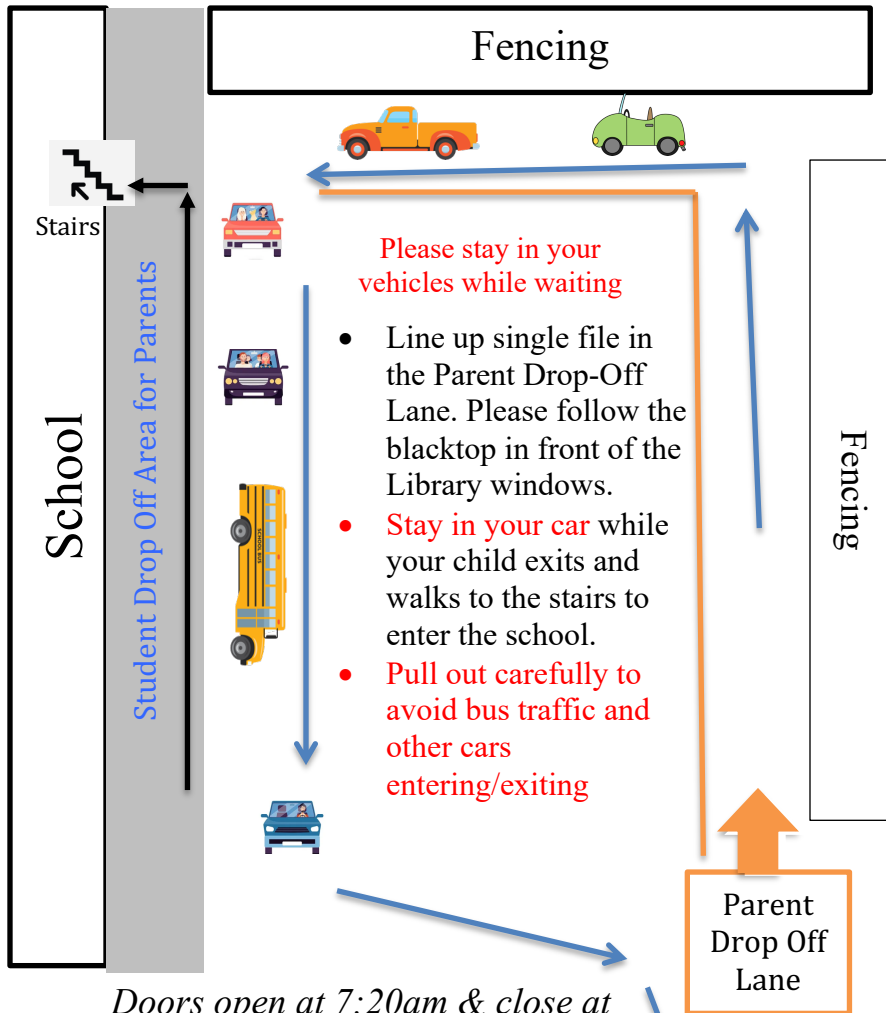 Fencing
Stairs
School
Student Drop Off Area for Parents
SCHOOL BUS
Please stay in your
vehicles while waiting
• Line up single file in
the Parent Drop-Off
Lane. Please follow the
blacktop in front of the
Library windows.
• Stay in your car while
your child exits and
walks to the stairs to
enter the school.
• Pull out carefully to
avoid bus traffic and
other cars
entering/exiting
Fencing
Parent
Drop Off
Lane
Doors open at 7:20am & close at